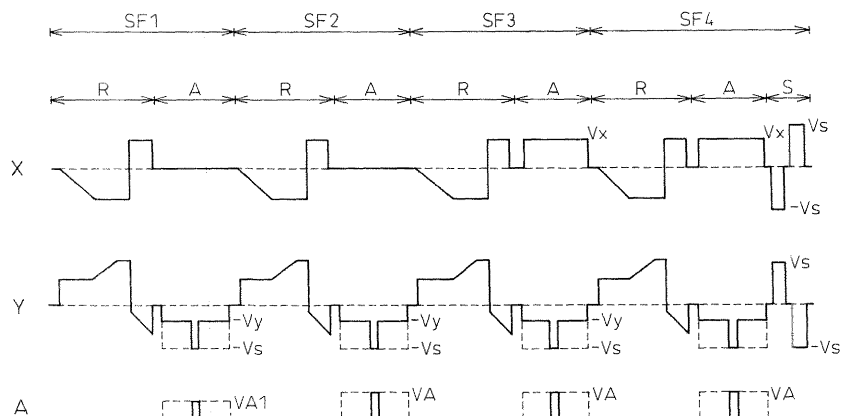 SF1 SF2 SF3 SF4
R A R A R A R A S
X Vx Vx Vs
-Vs
Y Vs
-Vy -Vy -Vy
-Vs -Vs -Vs -Vs
A VA1 VA VA VA